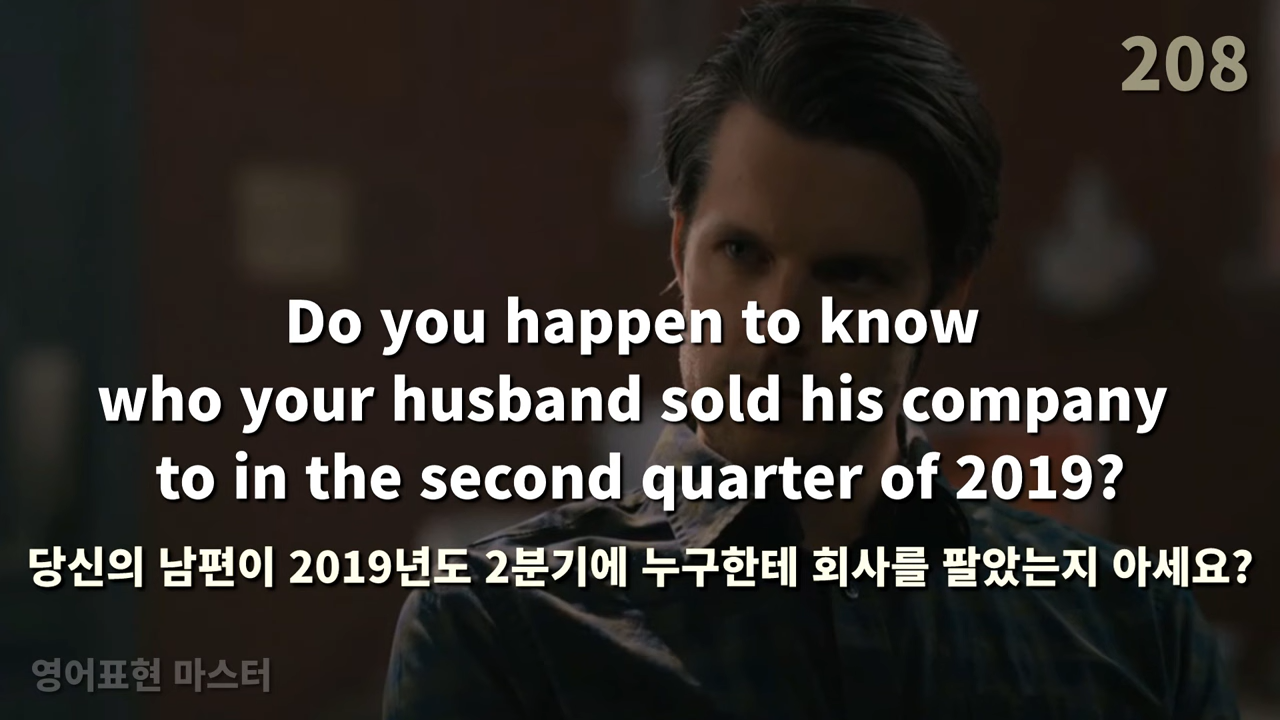 208
Do you happen to know
who your husband sold his company
to in the second quarter of 2019?
당신의 남편이 2019년도 2분기에 누구한테 회사를 팔았는지 아세요?
영어표현 마스터